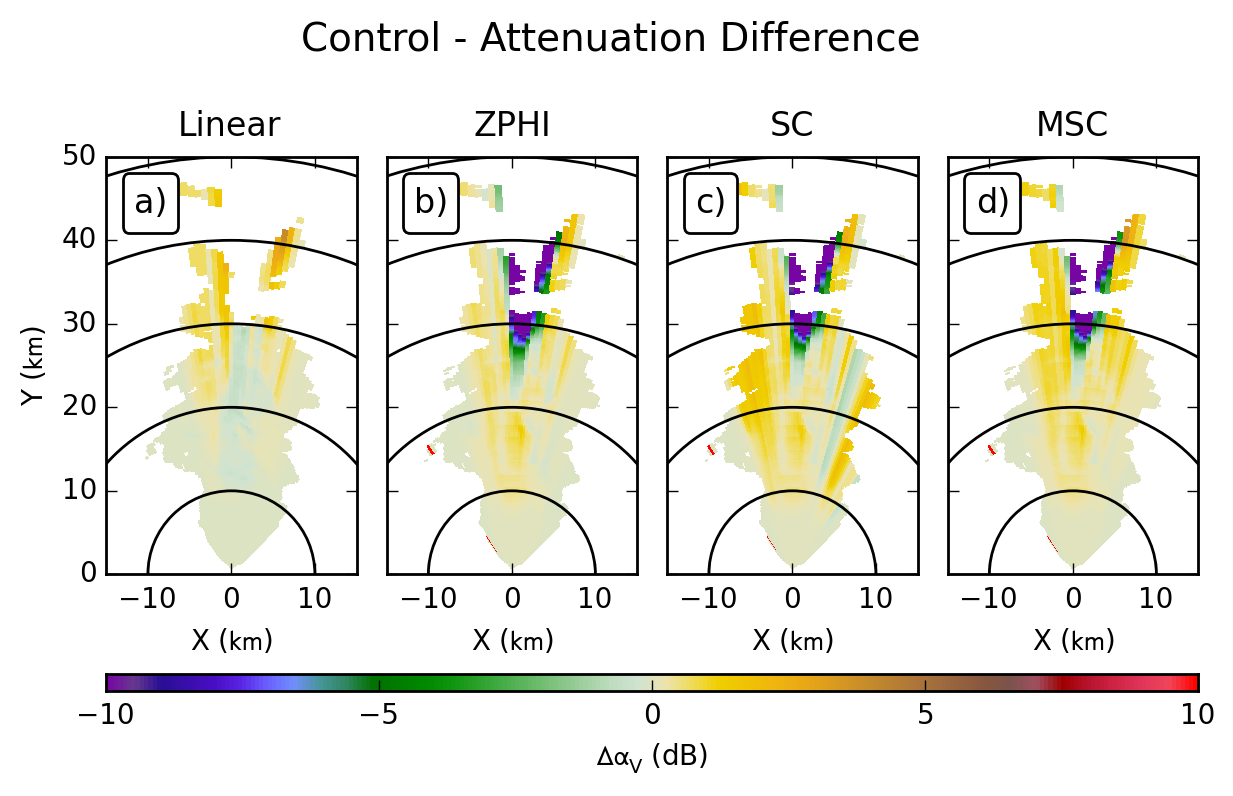 Control - Attenuation Difference
Linear ZPHI SC MSC
50
a) b) c) d)
40
30
20
10
0
Y (km)
−10 0 10 −10 0 10 −10 0 10 −10 0 10
X (km) X (km) X (km) X (km)
−10 −5 0 5 10
Δα_V (dB)